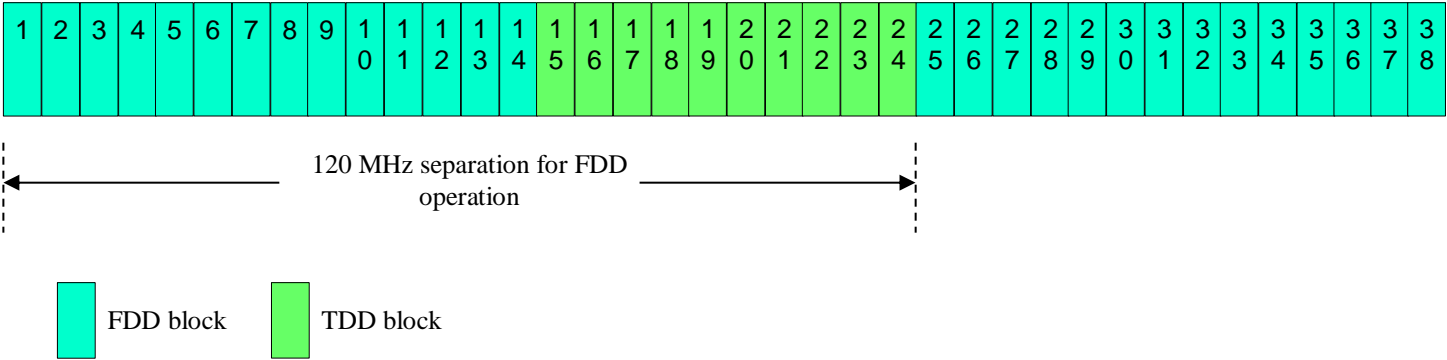 1 2 3 4 5 6 7 8 9 10 11 12 13 14 15 16 17 18 19 20 21 22 23 24 25 26 27 28 29 30 31 32 33 34 35 36 37 38
120 MHz separation for FDD
operation
FDD block
TDD block